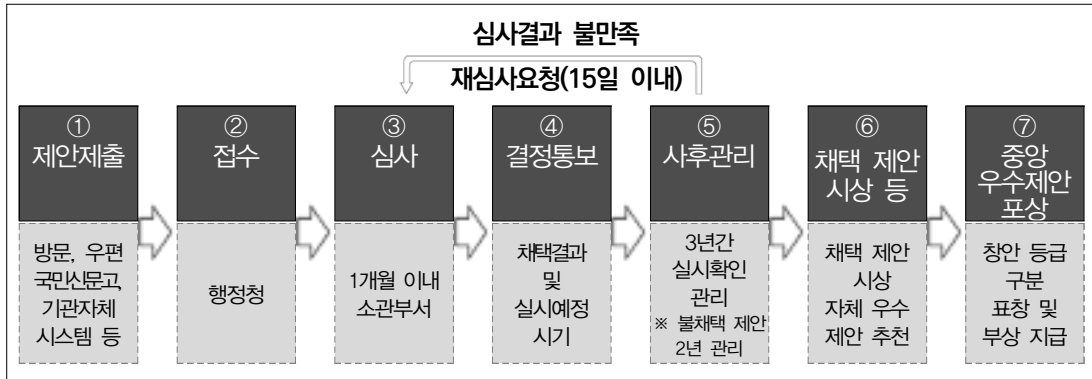 심사결과 불만족
재심사요청(15일 이내)
①
제안제출
②
접수
③
심사
④
결정통보
⑤
사후관리
⑥
채택 제안
시상 등
⑦
중앙
우수제안
포상
방문, 우편
국민신문고,
기관자체
시스템 등
행정청
1개월 이내
소관부서
채택결과
및
실시예정
시기
3년간
실시확인
관리
※ 불채택 제안
2년 관리
채택 제안
시상
자체 우수
제안 추천
창안 등급
구분
표창 및
부상 지급